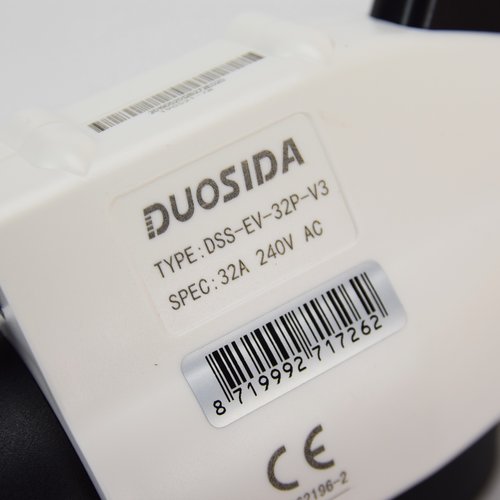 DUOSIDA
TYPE:DSS-EV-32P-V3
SPEC:32A 240V AC
8 719992 717262
CE